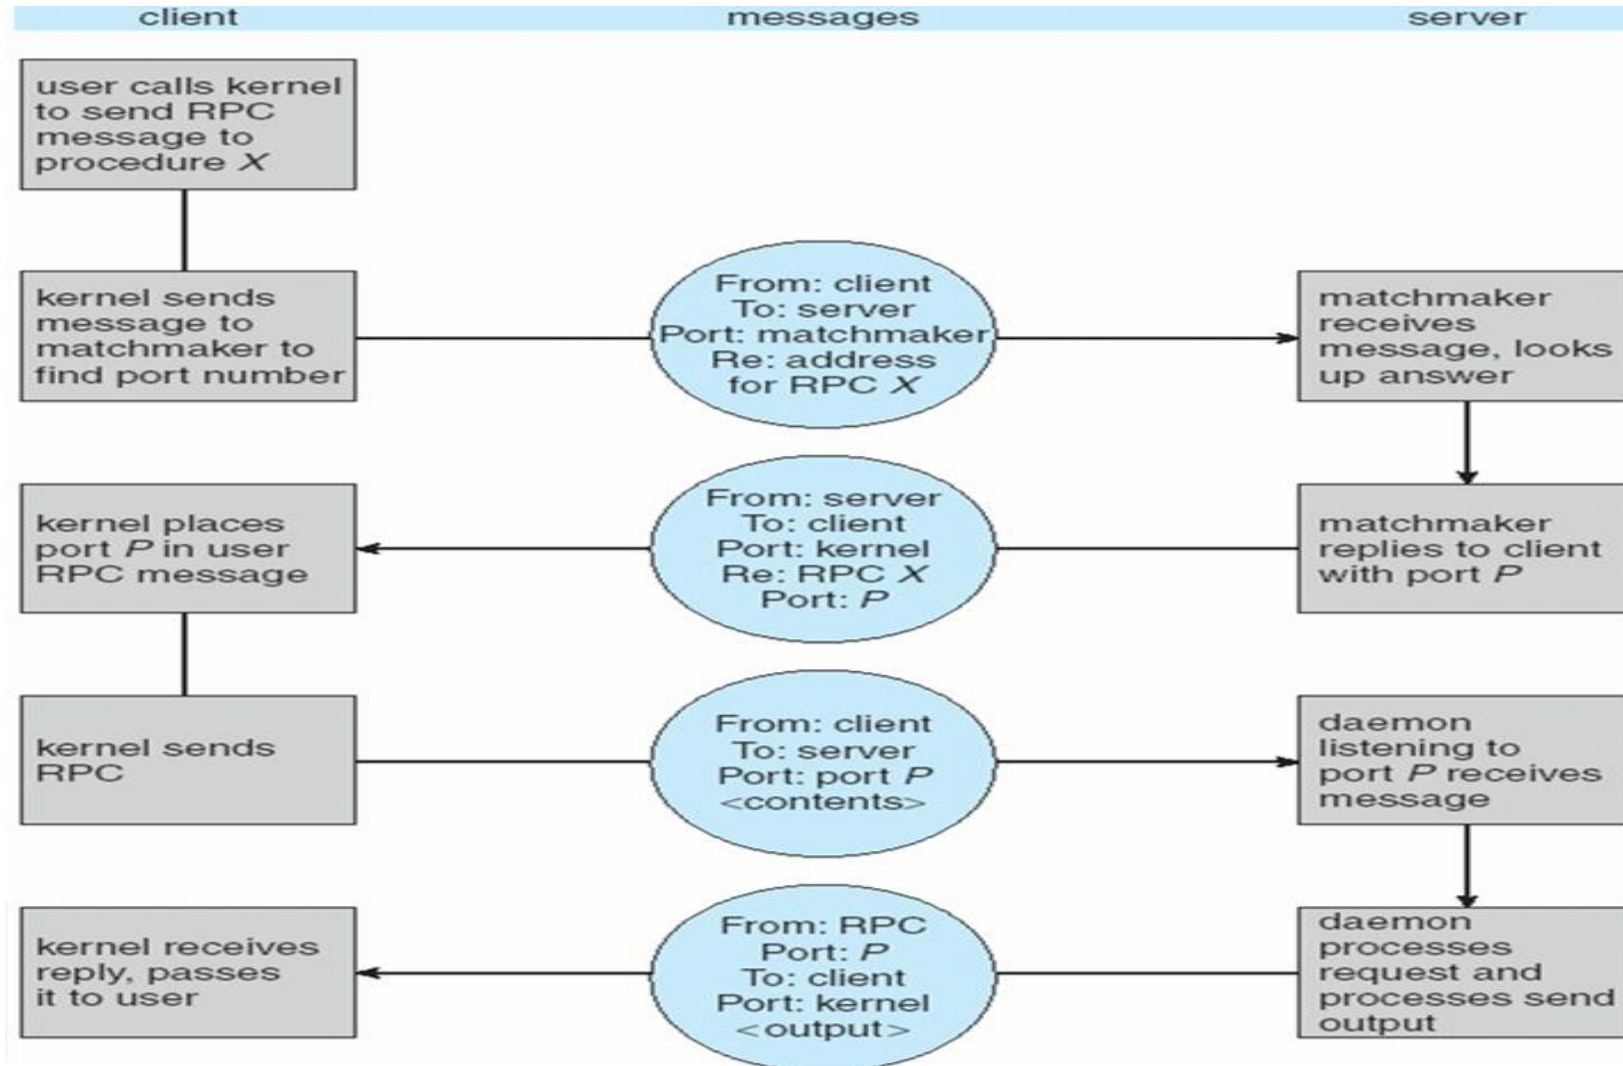 client
messages
server
user calls kernel
to send RPC
message to
procedure X
kernel sends
message to
matchmaker to
find port number
From: client
To: server
Port: matchmaker
Re: address
for RPC X
matchmaker
receives
message, looks
up answer
kernel places
port P in user
RPC message
From: server
To: client
Port: kernel
Re: RPC X
Port: P
matchmaker
replies to client
with port P
kernel sends
RPC
From: client
To: server
Port: port P
<contents>
daemon
listening to
port P receives
message
kernel receives
reply, passes
it to user
From: RPC
Port: P
To: client
Port: kernel
<output>
daemon
processes
request and
processes send
output